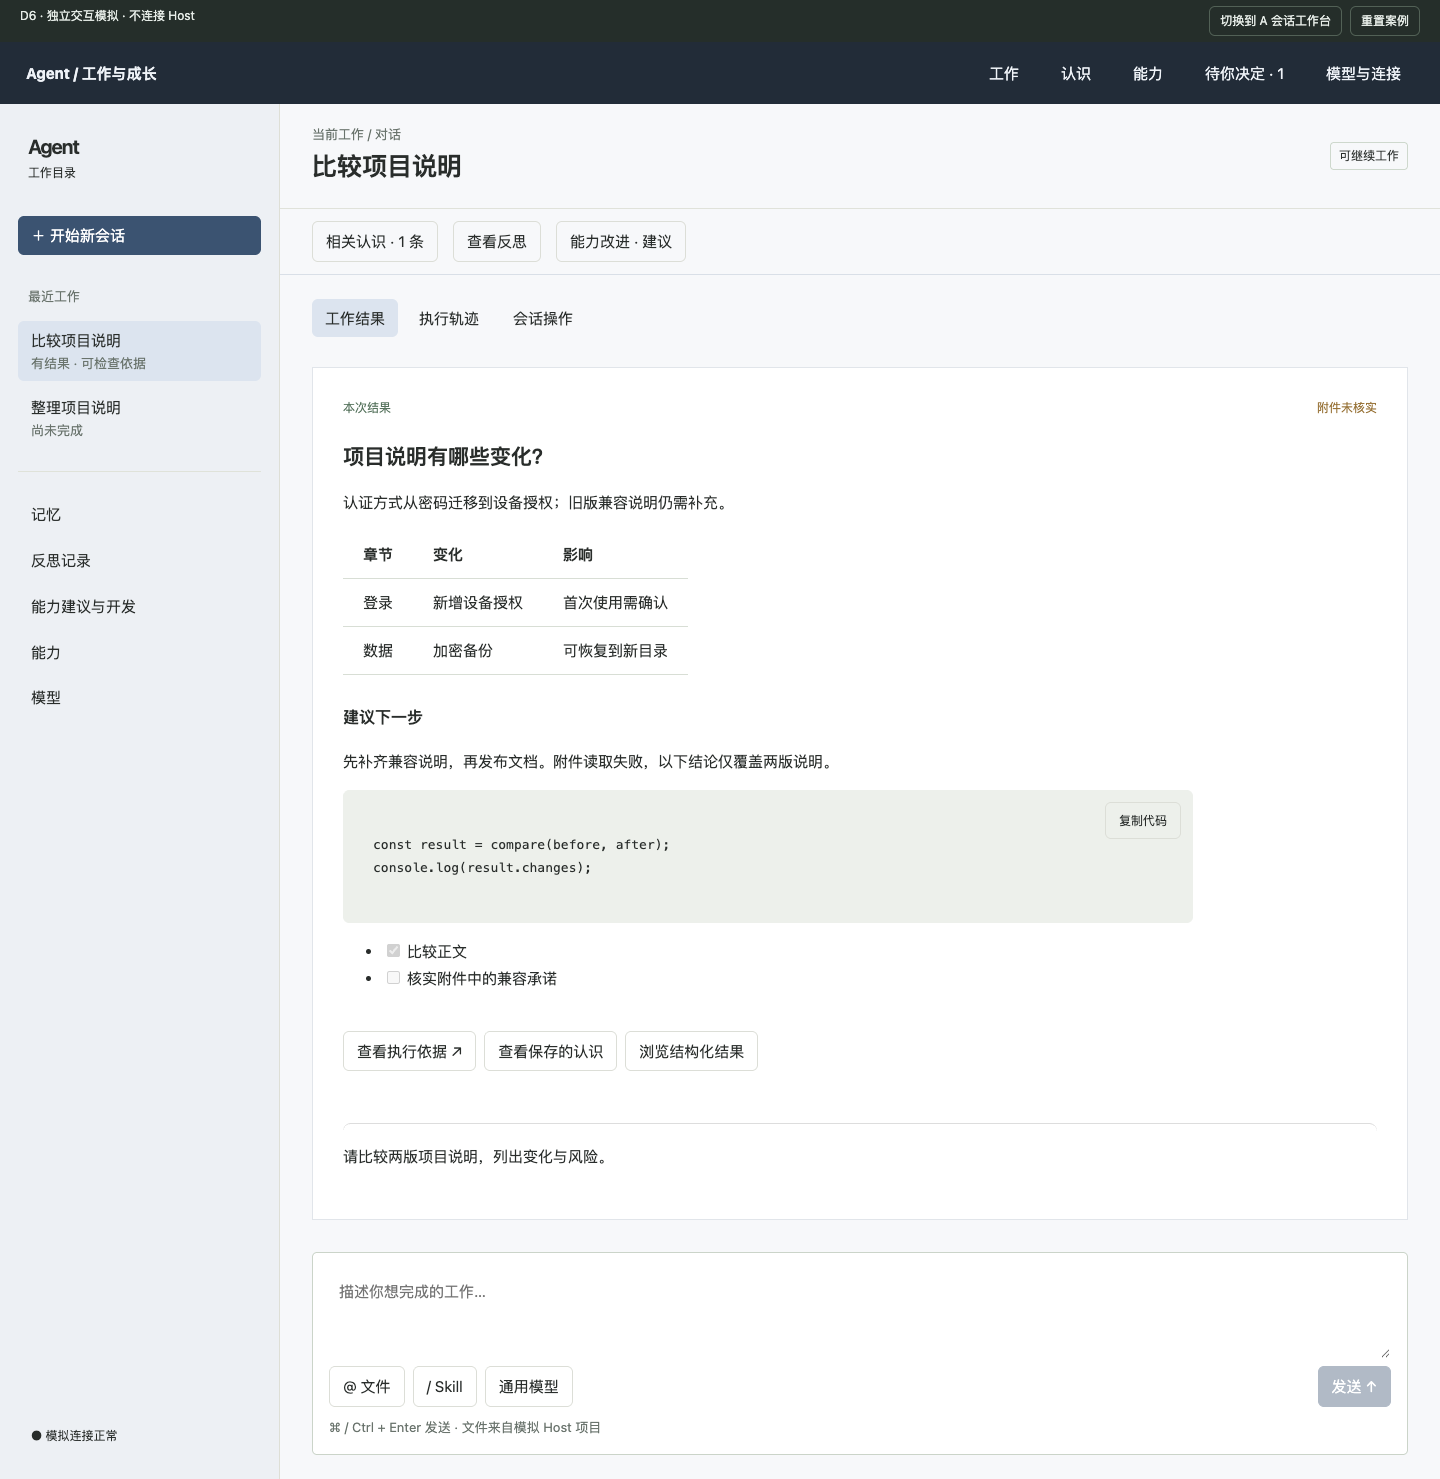 D6 · 独立交互模拟 · 不连接 Host
切换到 A 会话工作台
重置案例
Agent / 工作与成长
工作
认识
能力
待你决定 · 1
模型与连接
Agent
工作目录
＋ 开始新会话
最近工作
比较项目说明
有结果 · 可检查依据
整理项目说明
尚未完成
记忆
反思记录
能力建议与开发
能力
模型
● 模拟连接正常
当前工作 / 对话
比较项目说明
可继续工作
相关认识 · 1 条
查看反思
能力改进 · 建议
工作结果
执行轨迹
会话操作
本次结果
附件未核实
项目说明有哪些变化？
认证方式从密码迁移到设备授权；旧版兼容说明仍需补充。
章节 变化 影响
登录 新增设备授权 首次使用需确认
数据 加密备份 可恢复到新目录
建议下一步
先补齐兼容说明，再发布文档。附件读取失败，以下结论仅覆盖两版说明。
复制代码
const result = compare(before, after);
console.log(result.changes);
比较正文
核实附件中的兼容承诺
查看执行依据 ↗
查看保存的认识
浏览结构化结果
请比较两版项目说明，列出变化与风险。
描述你想完成的工作…
@ 文件
/ Skill
通用模型
发送 ↑
⌘ / Ctrl + Enter 发送 · 文件来自模拟 Host 项目